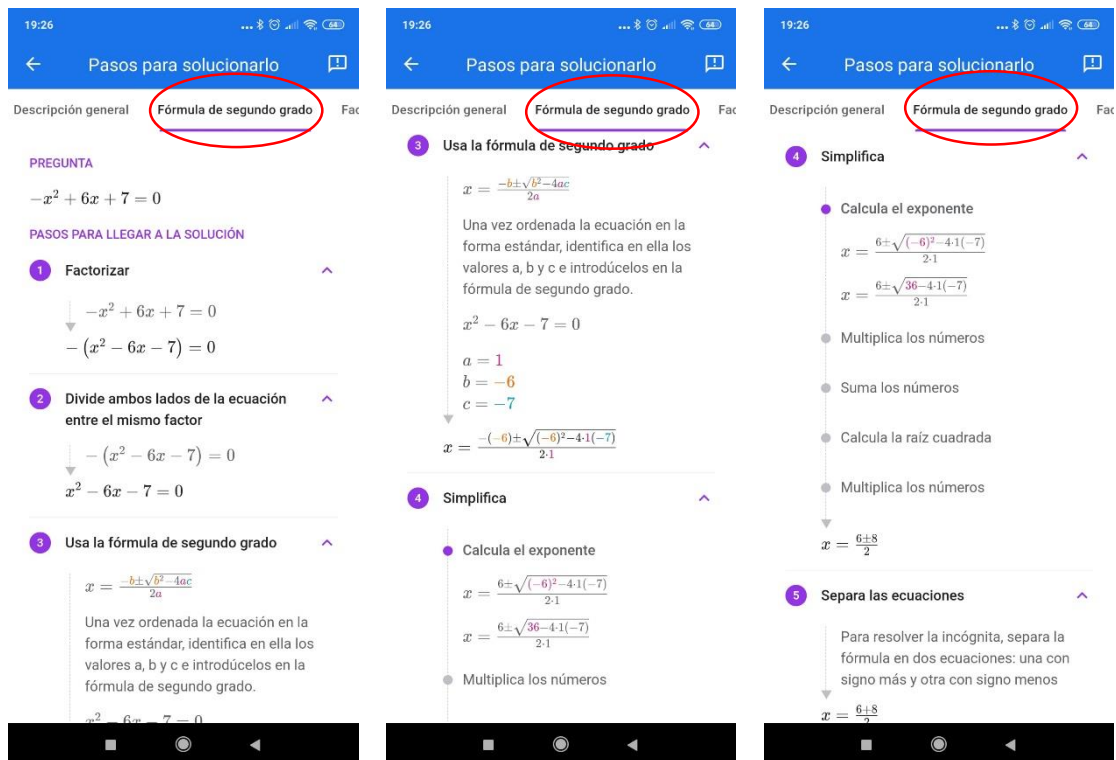 19:26
64
Pasos para solucionarlo
Descripción general Fórmula de segundo grado Fac
PREGUNTA
−x² + 6x + 7 = 0
PASOS PARA LLEGAR A LA SOLUCIÓN
1 Factorizar
−x² + 6x + 7 = 0
− (x² − 6x − 7) = 0
2 Divide ambos lados de la ecuación
entre el mismo factor
− (x² − 6x − 7) = 0
x² − 6x − 7 = 0
3 Usa la fórmula de segundo grado
x = (−b±√(b²−4ac))/(2a)
Una vez ordenada la ecuación en la
forma estándar, identifica en ella los
valores a, b y c e introdúcelos en la
fórmula de segundo grado.
x² − 6x − 7 = 0
19:26
64
Pasos para solucionarlo
Descripción general Fórmula de segundo grado Fac
3 Usa la fórmula de segundo grado
x = (−b±√(b²−4ac))/(2a)
Una vez ordenada la ecuación en la
forma estándar, identifica en ella los
valores a, b y c e introdúcelos en la
fórmula de segundo grado.
x² − 6x − 7 = 0
a = 1
b = −6
c = −7
x = (−(−6)±√((−6)²−4·1(−7)))/(2·1)
4 Simplifica
Calcula el exponente
x = (6±√((−6)²−4·1(−7)))/(2·1)
x = (6±√(36−4·1(−7)))/(2·1)
Multiplica los números
19:26
64
Pasos para solucionarlo
Descripción general Fórmula de segundo grado Fac
4 Simplifica
Calcula el exponente
x = (6±√((−6)²−4·1(−7)))/(2·1)
x = (6±√(36−4·1(−7)))/(2·1)
Multiplica los números
Suma los números
Calcula la raíz cuadrada
Multiplica los números
x = (6±8)/2
5 Separa las ecuaciones
Para resolver la incógnita, separa la
fórmula en dos ecuaciones: una con
signo más y otra con signo menos
x = (6+8)/2